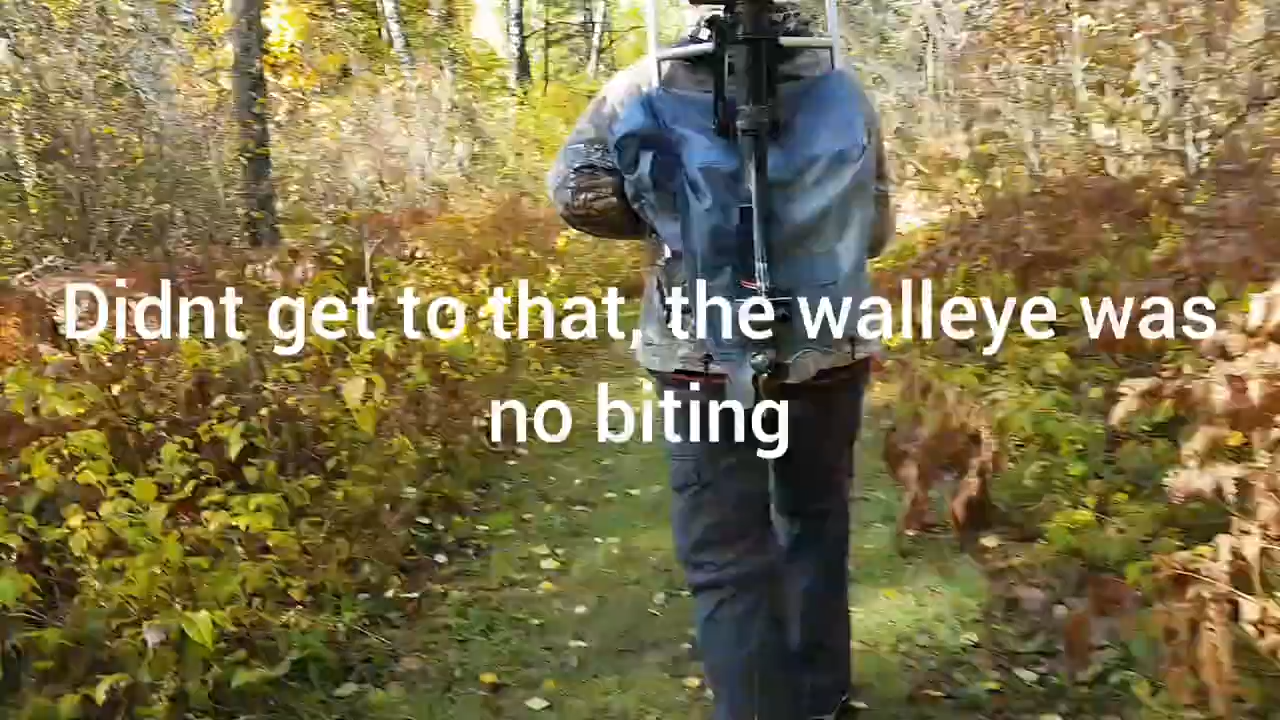 Didnt get to that, the walleye was
no biting